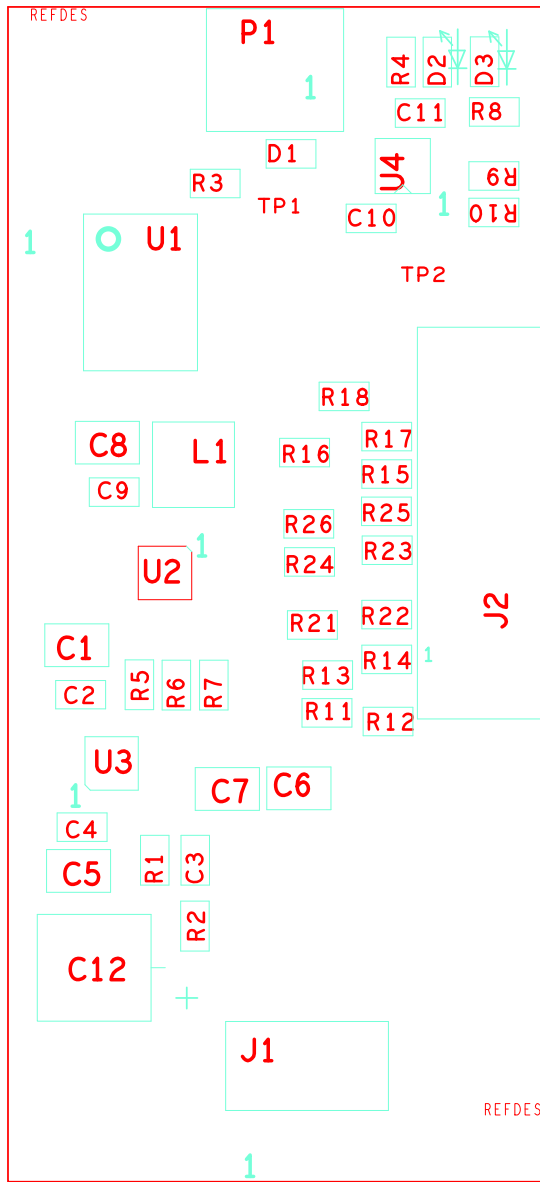 REFDES
P1
1
R4
D2
D3
C11
R8
D1
U4
R3
R9
TP1
1
C10
R10
1
U1
TP2
R18
C8
L1
R16
R17
R15
C9
R26
R25
1
U2
R24
R23
C1
R21
R22
J2
C2
R5
R6
R7
R13
R14
1
R11
R12
U3
1
C7
C6
C4
C5
R1
C3
R2
C12
+
J1
REFDES
1